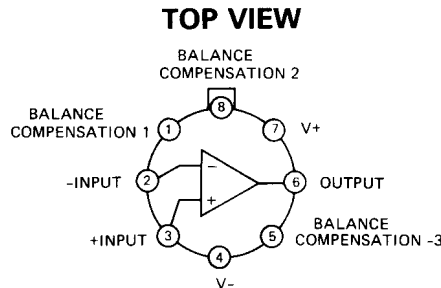 TOP VIEW
BALANCE
COMPENSATION 2
8
BALANCE
COMPENSATION 1
1
7
V+
-INPUT
2
−
6
OUTPUT
+INPUT
3
+
5
BALANCE
COMPENSATION -3
4
V-